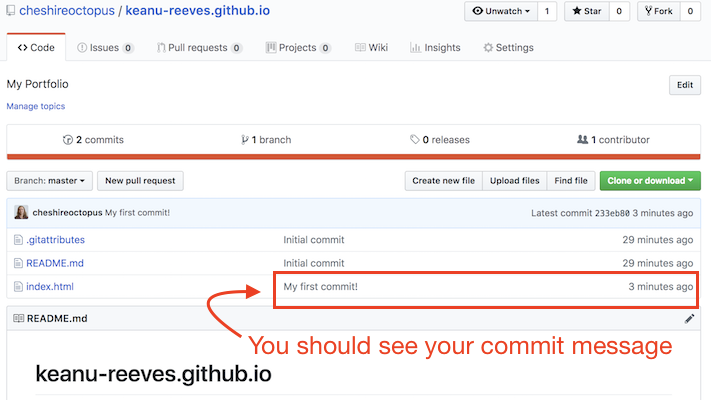 cheshireoctopus / keanu-reeves.github.io
Unwatch 1 Star 0 Fork 0
Code Issues 0 Pull requests 0 Projects 0 Wiki Insights Settings
My Portfolio Edit
Manage topics
2 commits 1 branch 0 releases 1 contributor
Branch: master New pull request Create new file Upload files Find file Clone or download
cheshireoctopus My first commit! Latest commit 233eb80 3 minutes ago
.gitattributes Initial commit 29 minutes ago
README.md Initial commit 29 minutes ago
index.html My first commit! 3 minutes ago
README.md
You should see your commit message
keanu-reeves.github.io